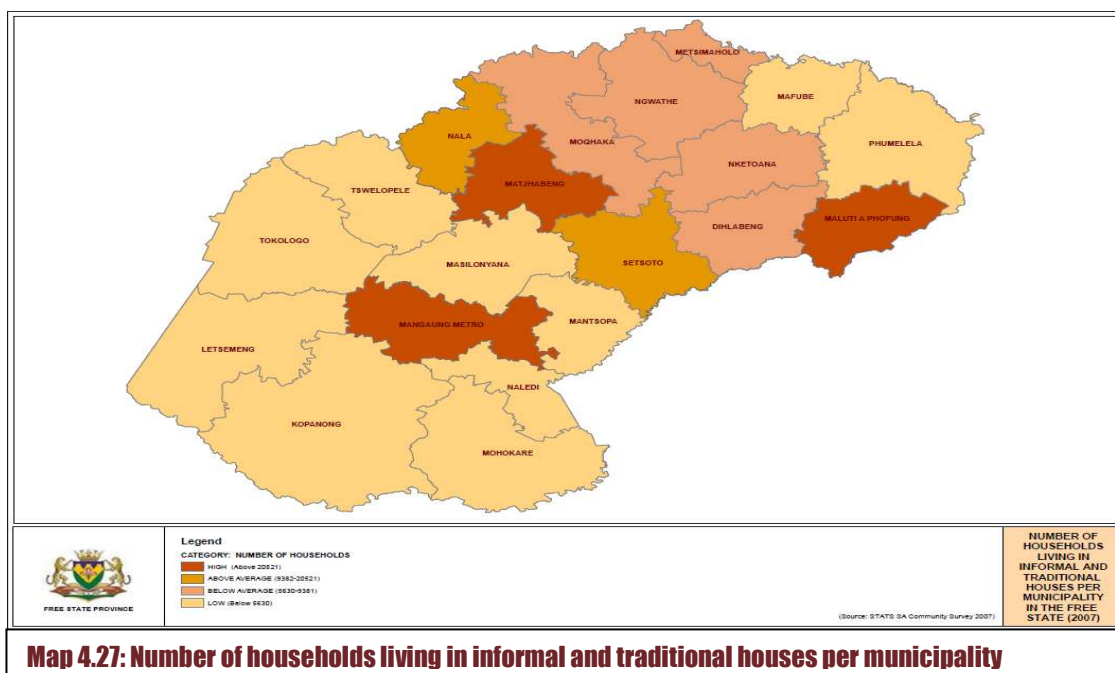 METSIMAHOLO
MAFUBE
NGWATHE
NALA
MOQHAKA
PHUMELELA
NKETOANA
MATJHABENG
TSWELOPELE
MALUTI A PHOFUNG
DIHLABENG
TOKOLOGO
SETSOTO
MASILONYANA
MANTSOPA
MANGAUNG METRO
LETSEMENG
NALEDI
KOPANONG
MOHOKARE
FREE STATE PROVINCE
Legend
CATEGORY: NUMBER OF HOUSEHOLDS
HIGH (Above 20521)
ABOVE AVERAGE (9382-20521)
BELOW AVERAGE (5630-9381)
LOW (Below 5630)
(Source: STATS SA Community Survey 2007)
NUMBER OF
HOUSEHOLDS
LIVING IN
INFORMAL AND
TRADITIONAL
HOUSES PER
MUNICIPALITY
IN THE FREE
STATE (2007)
Map 4.27: Number of households living in informal and traditional houses per municipality